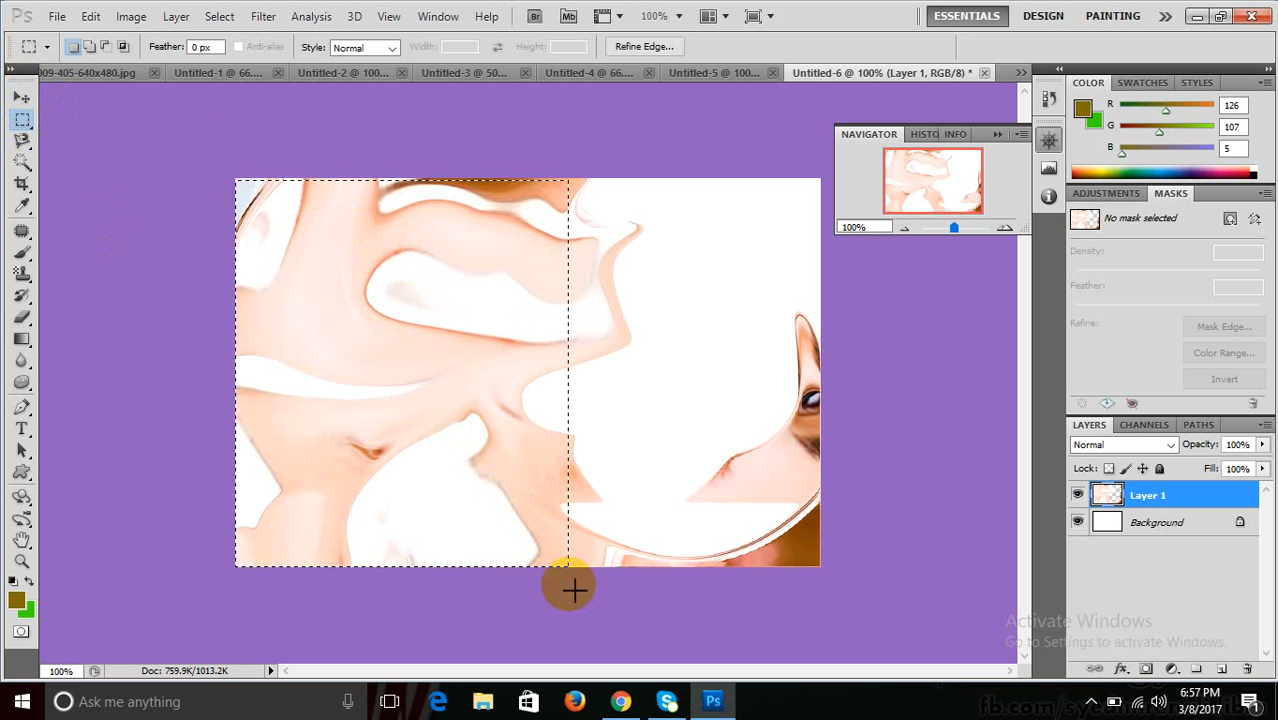 Ps File Edit Image Layer Select Filter Analysis 3D View Window Help Br Mb 100% ESSENTIALS DESIGN PAINTING
Feather: 0 px Anti-alias Style: Normal Width: Height: Refine Edge...
009-405-640x480.jpg Untitled-1 @ 66.... Untitled-2 @ 100... Untitled-3 @ 50... Untitled-4 @ 66.... Untitled-5 @ 100... Untitled-6 @ 100% (Layer 1, RGB/8) *
COLOR SWATCHES STYLES
R 126
G 107
B 5
NAVIGATOR HISTO INFO
100%
ADJUSTMENTS MASKS
No mask selected
Density:
Feather:
Refine: Mask Edge...
Color Range...
Invert
LAYERS CHANNELS PATHS
Normal Opacity: 100%
Lock: Fill: 100%
Layer 1
Background
Activate Windows
Go to Settings to activate Windows.
100% Doc: 759.9K/1013.2K
Ask me anything
6:57 PM
3/8/2017